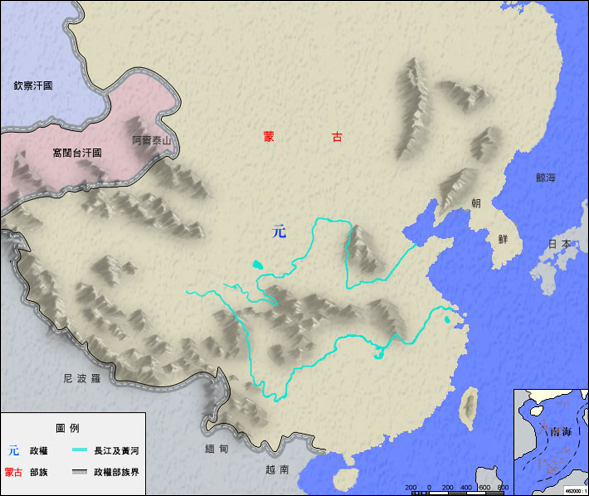 欽察汗國
窩闊台汗國
阿爾泰山
蒙 古
元
朝
鮮
鯨海
日 本
尼 波 羅
緬 甸
越 南
南海
圖 例
元 政權
長江及黃河
蒙古 部族
政權部族界
200 0 200 400 600 800
462000 : 1